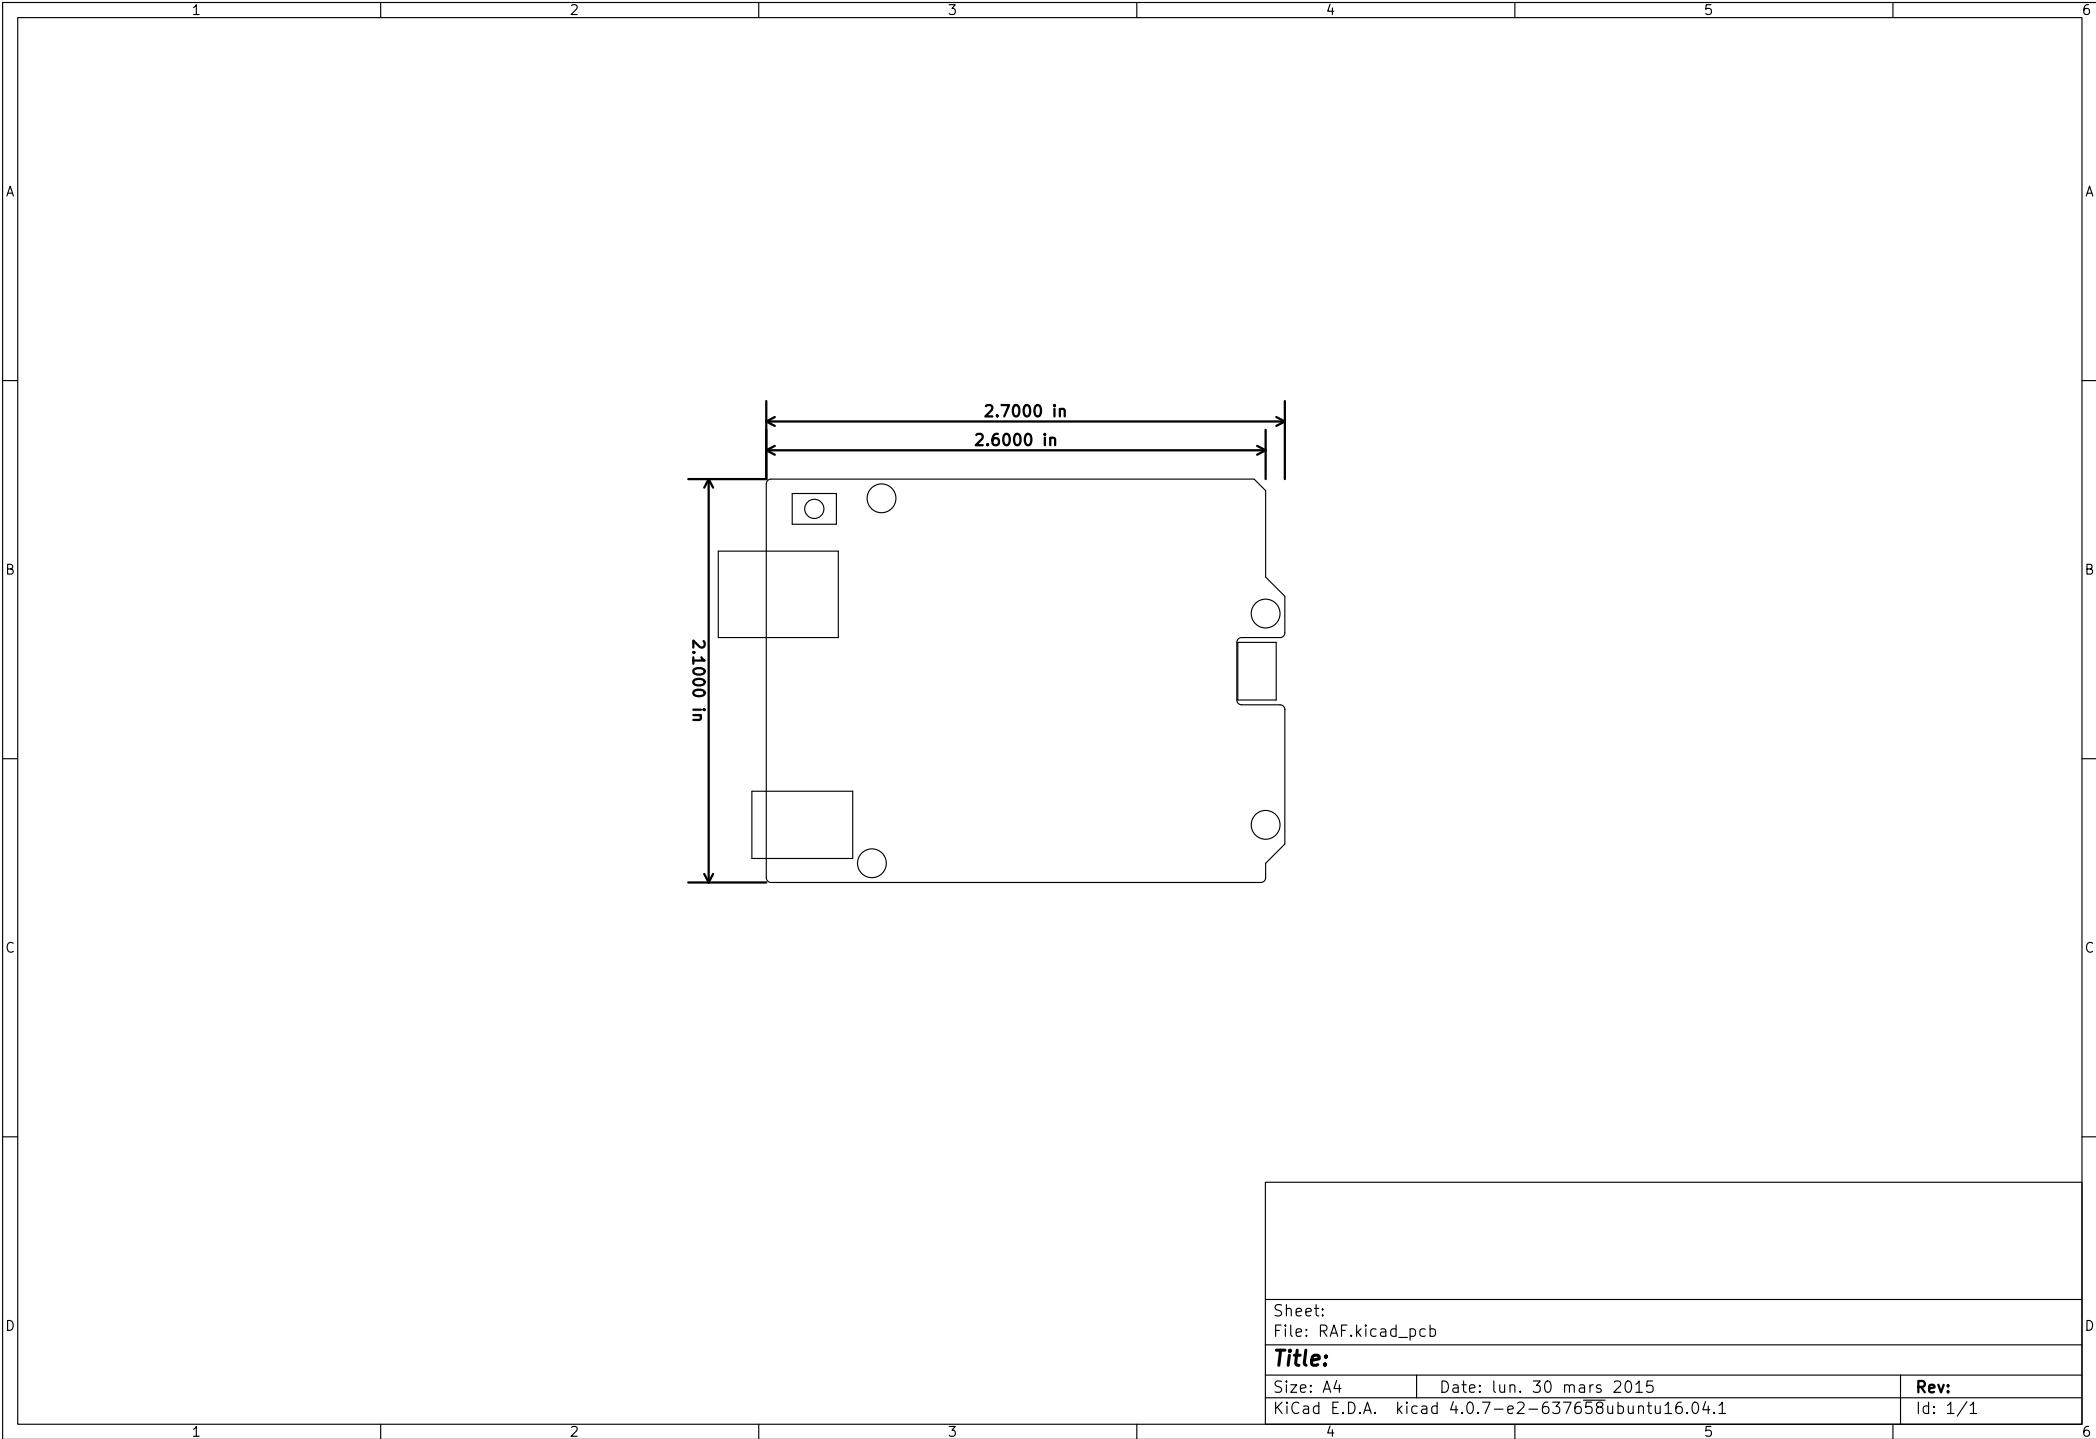 1 2 3 4 5 6
A A
2.7000 in
2.6000 in
B B
2.1000 in
C C
Sheet:
D D
File: RAF.kicad_pcb
Title:
Size: A4 Date: lun. 30 mars 2015 Rev:
KiCad E.D.A. kicad 4.0.7-e2-637658ubuntu16.04.1 Id: 1/1
1 2 3 4 5 6